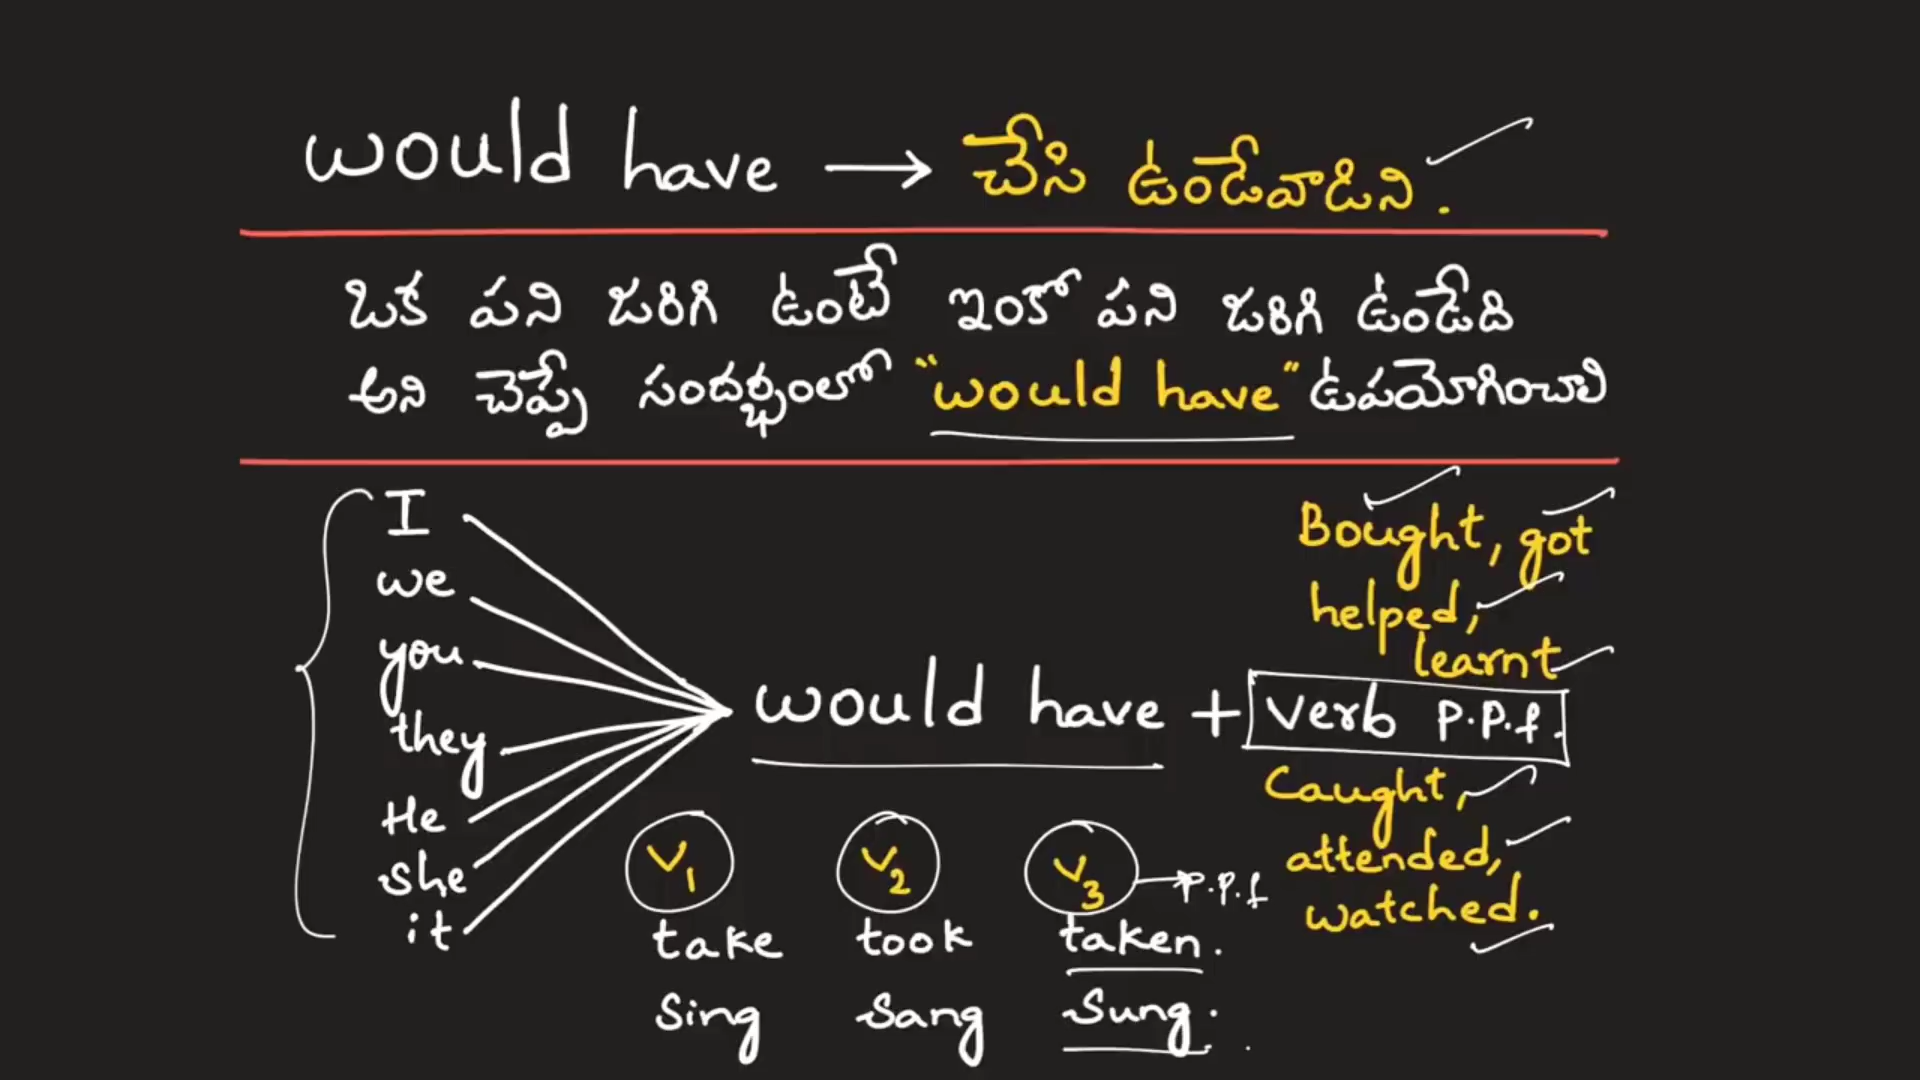 would have → చేసి ఉండేవాడిని.
ఒక పని జరిగి ఉంటే ఇంకో పని జరిగి ఉండేది
అని చెప్పే సందర్భంలో "would have" ఉపయోగించాలి
I
we
you
they
He
she
it
would have + verb p.p.f.
Bought, got
helped,
learnt
Caught,
attended,
watched.
V1 V2 V3 → p.p.f
take took taken.
Sing Sang Sung.